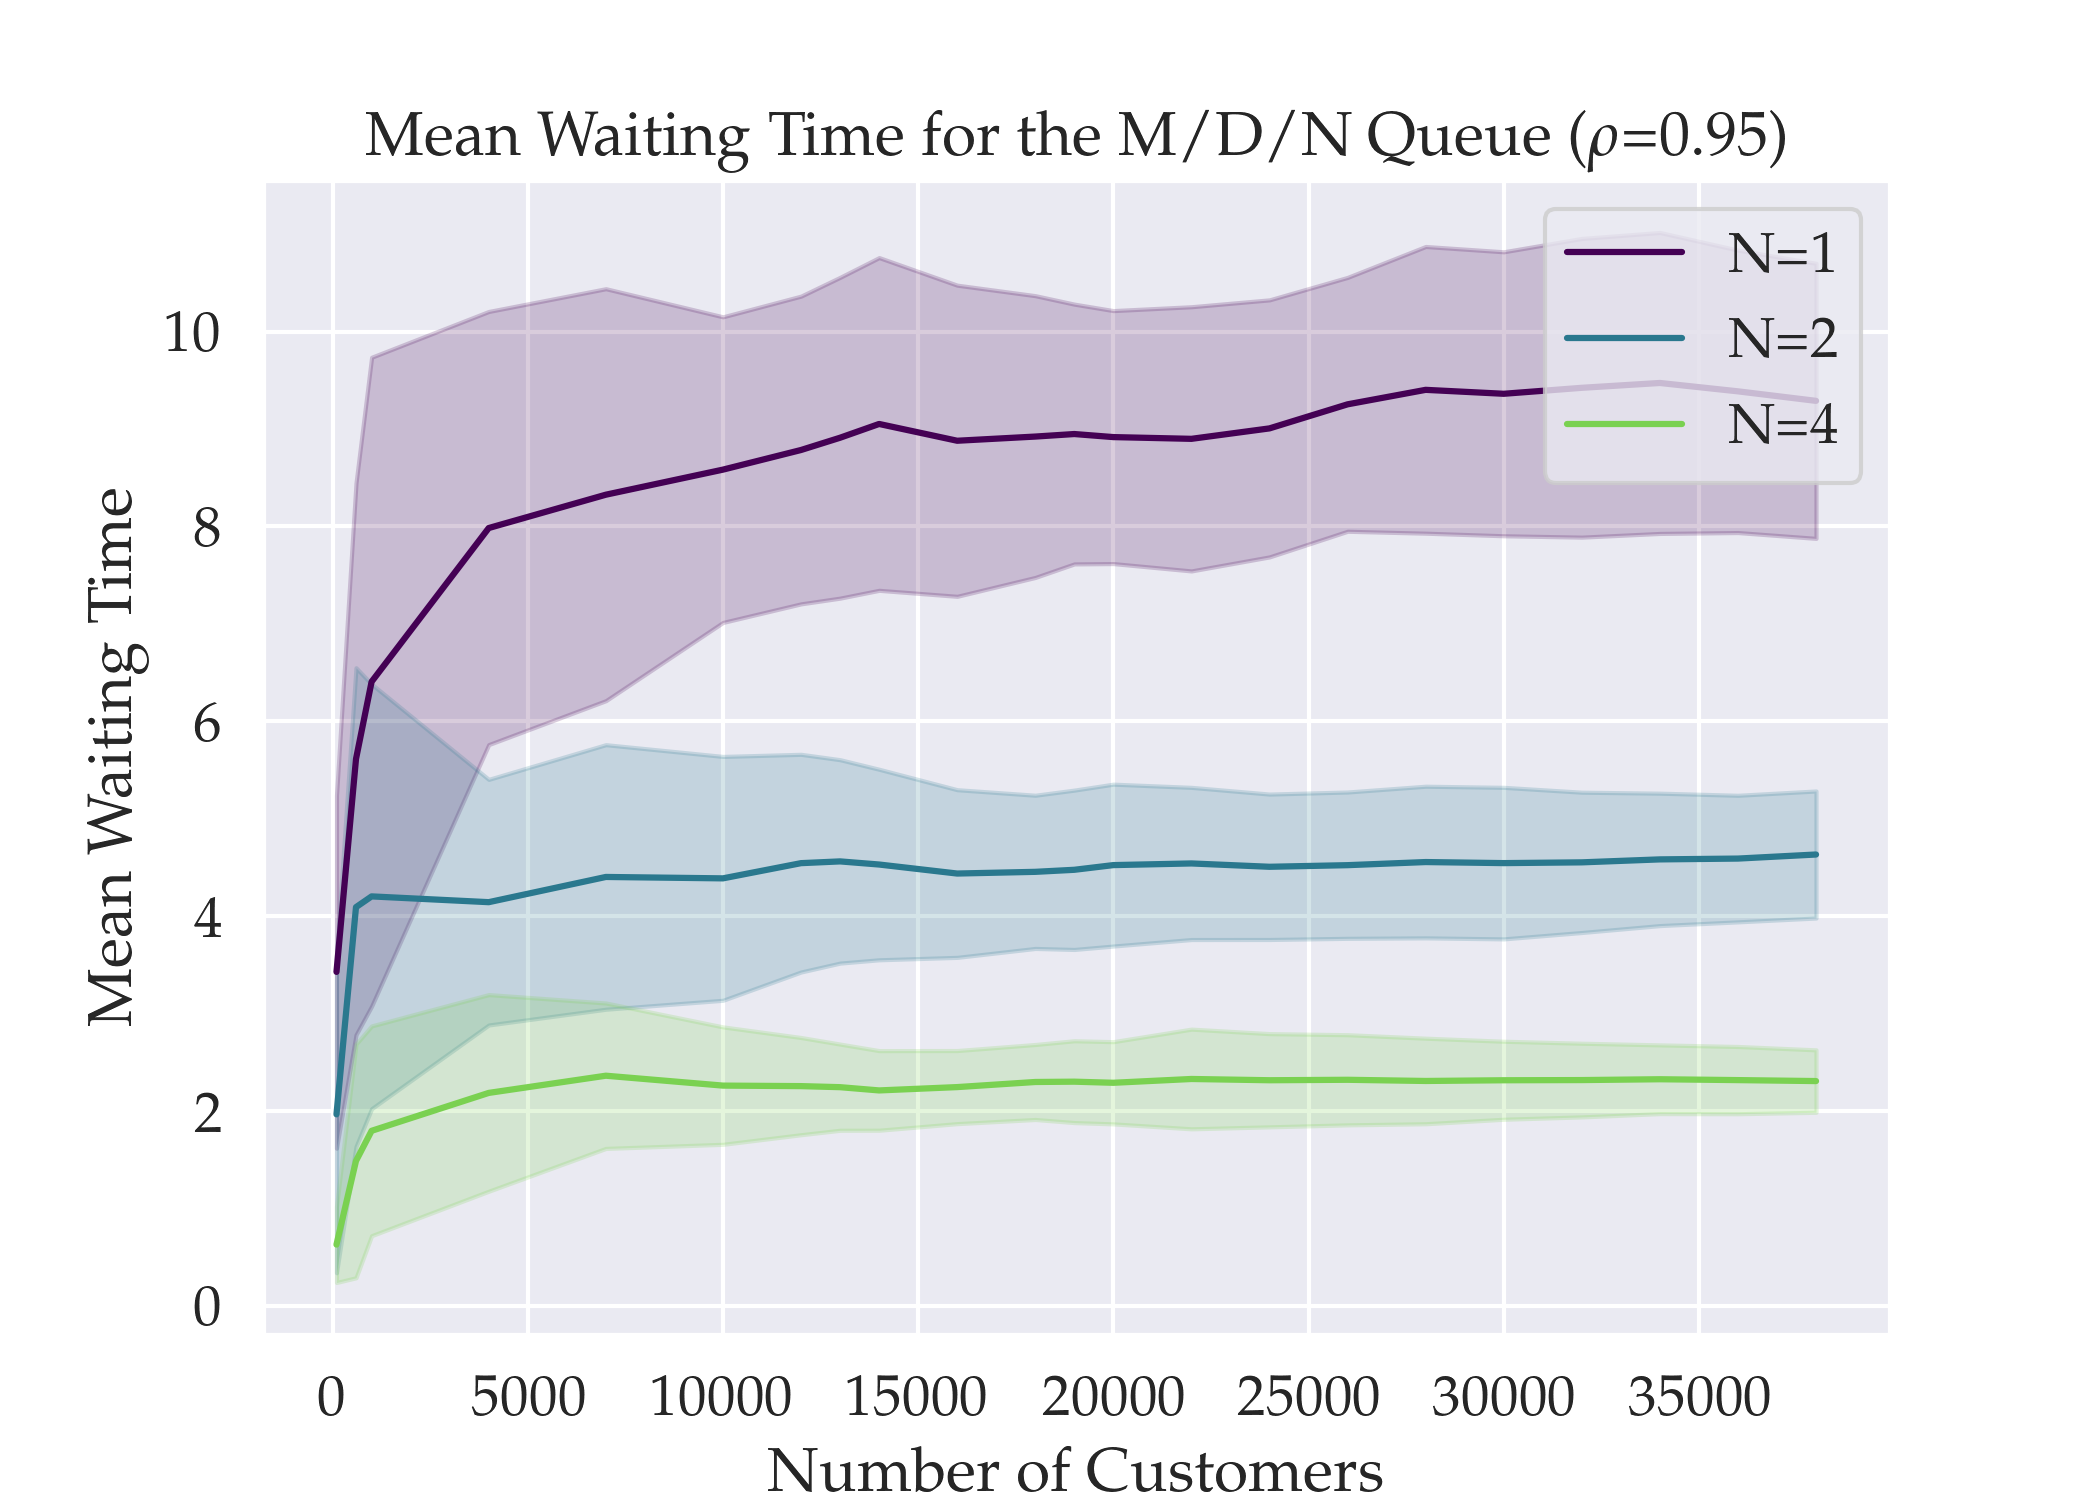 Mean Waiting Time for the M/D/N Queue (ρ=0.95)
N=1
N=2
N=4
Mean Waiting Time
10
8
6
4
2
0
0 5000 10000 15000 20000 25000 30000 35000
Number of Customers